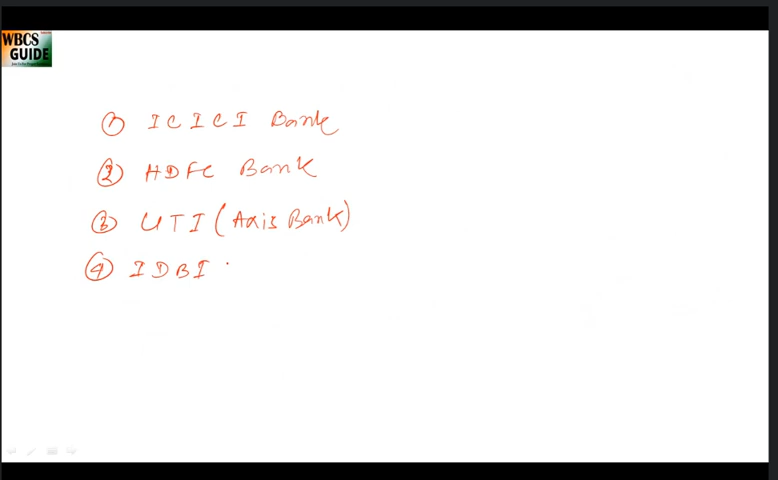 WBCS
GUIDE
① ICICI Bank
② HDFC Bank
③ UTI (Axis Bank)
④ IDBI